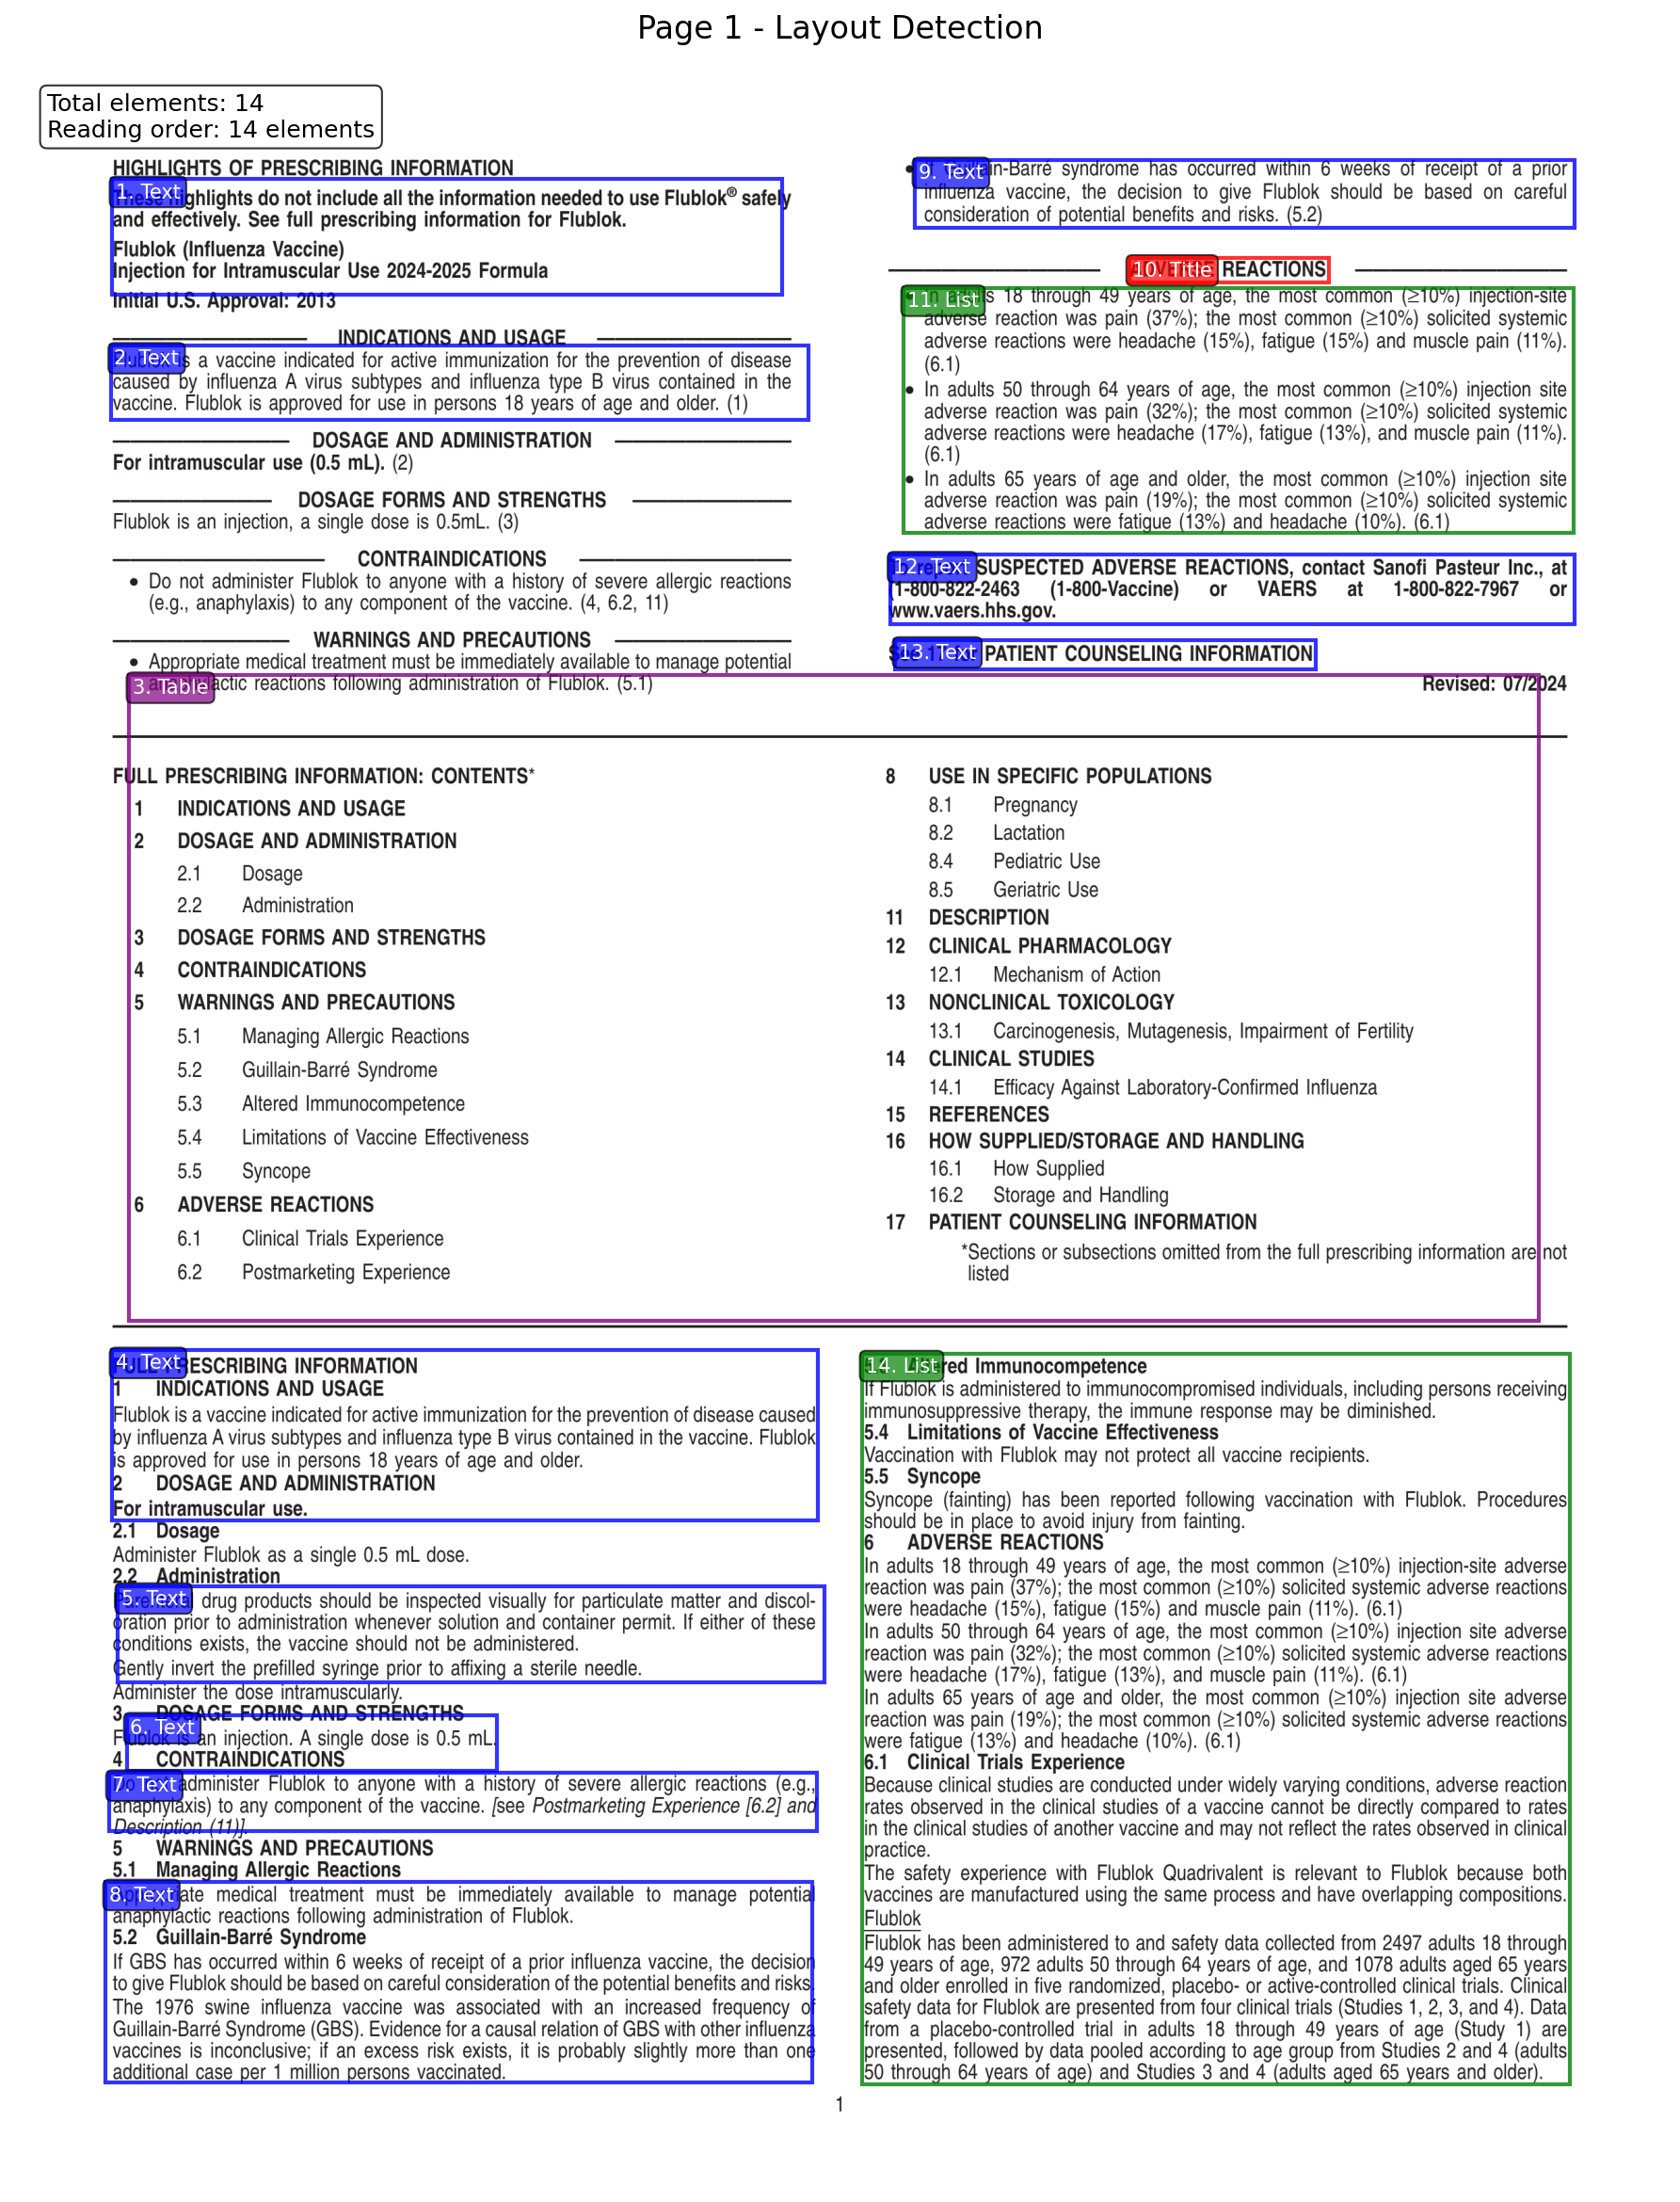 Page 1 - Layout Detection
Total elements: 14
Reading order: 14 elements
HIGHLIGHTS OF PRESCRIBING INFORMATION
1. Text
highlights do not include all the information needed to use Flublok® safely
and effectively. See full prescribing information for Flublok.
Flublok (Influenza Vaccine)
Injection for Intramuscular Use 2024-2025 Formula
Initial U.S. Approval: 2013
INDICATIONS AND USAGE
2. Text
is a vaccine indicated for active immunization for the prevention of disease
caused by influenza A virus subtypes and influenza type B virus contained in the
vaccine. Flublok is approved for use in persons 18 years of age and older. (1)
DOSAGE AND ADMINISTRATION
For intramuscular use (0.5 mL). (2)
DOSAGE FORMS AND STRENGTHS
Flublok is an injection, a single dose is 0.5mL. (3)
CONTRAINDICATIONS
• Do not administer Flublok to anyone with a history of severe allergic reactions
(e.g., anaphylaxis) to any component of the vaccine. (4, 6.2, 11)
WARNINGS AND PRECAUTIONS
• Appropriate medical treatment must be immediately available to manage potential
3. Table
reactions following administration of Flublok. (5.1)
9. Text
• syndrome has occurred within 6 weeks of receipt of a prior
influenza vaccine, the decision to give Flublok should be based on careful
consideration of potential benefits and risks. (5.2)
10. Title
REACTIONS
11. List
18 through 49 years of age, the most common (≥10%) injection-site
adverse reaction was pain (37%); the most common (≥10%) solicited systemic
adverse reactions were headache (15%), fatigue (15%) and muscle pain (11%).
(6.1)
• In adults 50 through 64 years of age, the most common (≥10%) injection site
adverse reaction was pain (32%); the most common (≥10%) solicited systemic
adverse reactions were headache (17%), fatigue (13%), and muscle pain (11%).
(6.1)
• In adults 65 years of age and older, the most common (≥10%) injection site
adverse reaction was pain (19%); the most common (≥10%) solicited systemic
adverse reactions were fatigue (13%) and headache (10%). (6.1)
12. Text
SUSPECTED ADVERSE REACTIONS, contact Sanofi Pasteur Inc., at
(1-800-822-2463 (1-800-Vaccine) or VAERS at 1-800-822-7967 or
www.vaers.hhs.gov.
13. Text
PATIENT COUNSELING INFORMATION
Revised: 07/2024
FULL PRESCRIBING INFORMATION: CONTENTS*
1 INDICATIONS AND USAGE
2 DOSAGE AND ADMINISTRATION
2.1 Dosage
2.2 Administration
3 DOSAGE FORMS AND STRENGTHS
4 CONTRAINDICATIONS
5 WARNINGS AND PRECAUTIONS
5.1 Managing Allergic Reactions
5.2 Guillain-Barré Syndrome
5.3 Altered Immunocompetence
5.4 Limitations of Vaccine Effectiveness
5.5 Syncope
6 ADVERSE REACTIONS
6.1 Clinical Trials Experience
6.2 Postmarketing Experience
8 USE IN SPECIFIC POPULATIONS
8.1 Pregnancy
8.2 Lactation
8.4 Pediatric Use
8.5 Geriatric Use
11 DESCRIPTION
12 CLINICAL PHARMACOLOGY
12.1 Mechanism of Action
13 NONCLINICAL TOXICOLOGY
13.1 Carcinogenesis, Mutagenesis, Impairment of Fertility
14 CLINICAL STUDIES
14.1 Efficacy Against Laboratory-Confirmed Influenza
15 REFERENCES
16 HOW SUPPLIED/STORAGE AND HANDLING
16.1 How Supplied
16.2 Storage and Handling
17 PATIENT COUNSELING INFORMATION
*Sections or subsections omitted from the full prescribing information are not
listed
4. Text
PRESCRIBING INFORMATION
1 INDICATIONS AND USAGE
Flublok is a vaccine indicated for active immunization for the prevention of disease caused
by influenza A virus subtypes and influenza type B virus contained in the vaccine. Flublok
is approved for use in persons 18 years of age and older.
2 DOSAGE AND ADMINISTRATION
For intramuscular use.
2.1 Dosage
Administer Flublok as a single 0.5 mL dose.
2.2 Administration
5. Text
drug products should be inspected visually for particulate matter and discol-
oration prior to administration whenever solution and container permit. If either of these
conditions exists, the vaccine should not be administered.
Gently invert the prefilled syringe prior to affixing a sterile needle.
Administer the dose intramuscularly.
3 DOSAGE FORMS AND STRENGTHS
6. Text
an injection. A single dose is 0.5 mL.
4 CONTRAINDICATIONS
7. Text
administer Flublok to anyone with a history of severe allergic reactions (e.g.,
anaphylaxis) to any component of the vaccine. [see Postmarketing Experience [6.2] and
Description (11)].
5 WARNINGS AND PRECAUTIONS
5.1 Managing Allergic Reactions
8. Text
medical treatment must be immediately available to manage potential
anaphylactic reactions following administration of Flublok.
5.2 Guillain-Barré Syndrome
If GBS has occurred within 6 weeks of receipt of a prior influenza vaccine, the decision
to give Flublok should be based on careful consideration of the potential benefits and risks.
The 1976 swine influenza vaccine was associated with an increased frequency of
Guillain-Barré Syndrome (GBS). Evidence for a causal relation of GBS with other influenza
vaccines is inconclusive; if an excess risk exists, it is probably slightly more than one
additional case per 1 million persons vaccinated.
14. List
Immunocompetence
If Flublok is administered to immunocompromised individuals, including persons receiving
immunosuppressive therapy, the immune response may be diminished.
5.4 Limitations of Vaccine Effectiveness
Vaccination with Flublok may not protect all vaccine recipients.
5.5 Syncope
Syncope (fainting) has been reported following vaccination with Flublok. Procedures
should be in place to avoid injury from fainting.
6 ADVERSE REACTIONS
In adults 18 through 49 years of age, the most common (≥10%) injection-site adverse
reaction was pain (37%); the most common (≥10%) solicited systemic adverse reactions
were headache (15%), fatigue (15%) and muscle pain (11%). (6.1)
In adults 50 through 64 years of age, the most common (≥10%) injection site adverse
reaction was pain (32%); the most common (≥10%) solicited systemic adverse reactions
were headache (17%), fatigue (13%), and muscle pain (11%). (6.1)
In adults 65 years of age and older, the most common (≥10%) injection site adverse
reaction was pain (19%); the most common (≥10%) solicited systemic adverse reactions
were fatigue (13%) and headache (10%). (6.1)
6.1 Clinical Trials Experience
Because clinical studies are conducted under widely varying conditions, adverse reaction
rates observed in the clinical studies of a vaccine cannot be directly compared to rates
in the clinical studies of another vaccine and may not reflect the rates observed in clinical
practice.
The safety experience with Flublok Quadrivalent is relevant to Flublok because both
vaccines are manufactured using the same process and have overlapping compositions.
Flublok
Flublok has been administered to and safety data collected from 2497 adults 18 through
49 years of age, 972 adults 50 through 64 years of age, and 1078 adults aged 65 years
and older enrolled in five randomized, placebo- or active-controlled clinical trials. Clinical
safety data for Flublok are presented from four clinical trials (Studies 1, 2, 3, and 4). Data
from a placebo-controlled trial in adults 18 through 49 years of age (Study 1) are
presented, followed by data pooled according to age group from Studies 2 and 4 (adults
50 through 64 years of age) and Studies 3 and 4 (adults aged 65 years and older).
1